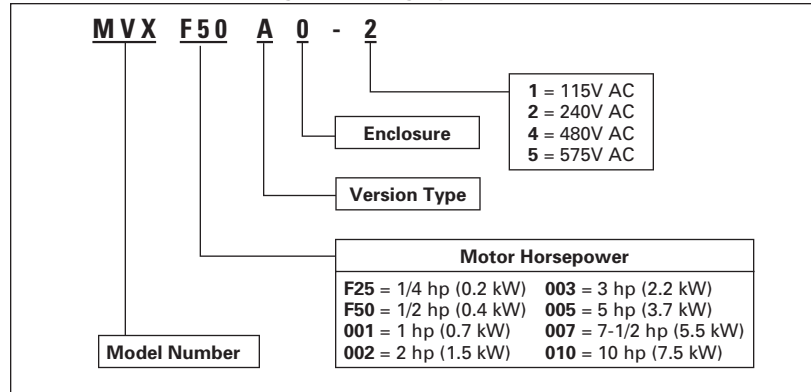 MVX F50 A 0 - 2
1 = 115V AC
2 = 240V AC
4 = 480V AC
5 = 575V AC
Enclosure
Version Type
Motor Horsepower
F25 = 1/4 hp (0.2 kW) 003 = 3 hp (2.2 kW)
F50 = 1/2 hp (0.4 kW) 005 = 5 hp (3.7 kW)
001 = 1 hp (0.7 kW) 007 = 7-1/2 hp (5.5 kW)
002 = 2 hp (1.5 kW) 010 = 10 hp (7.5 kW)
Model Number